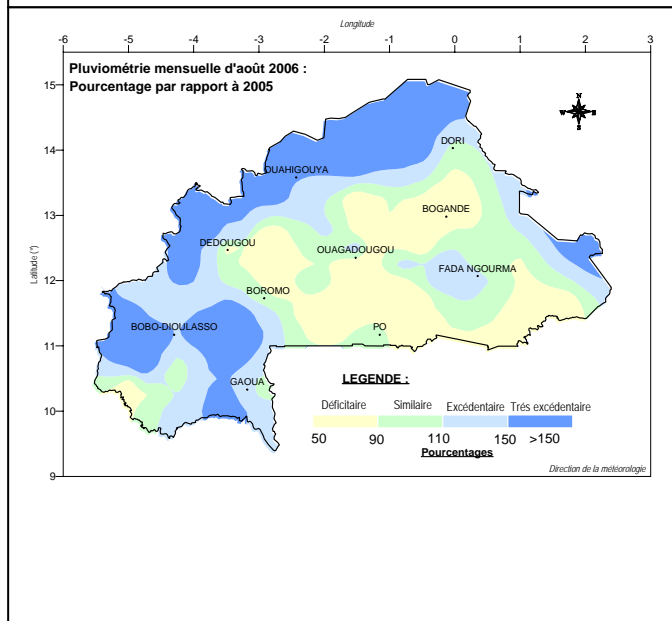 Longitude
-6 -5 -4 -3 -2 -1 0 1 2 3
Pluviométrie mensuelle d'août 2006 :
Pourcentage par rapport à 2005
N
W E
S
15
14
13
12
11
10
9
Latitude (°)
DORI
OUAHIGOUYA
BOGANDE
DEDOUGOU
OUAGADOUGOU
FADA NGOURMA
BOROMO
BOBO-DIOULASSO
PO
GAOUA
LEGENDE :
Déficitaire Similaire Excédentaire Trés excédentaire
50 90 110 150 >150
Pourcentages
Direction de la météorologie